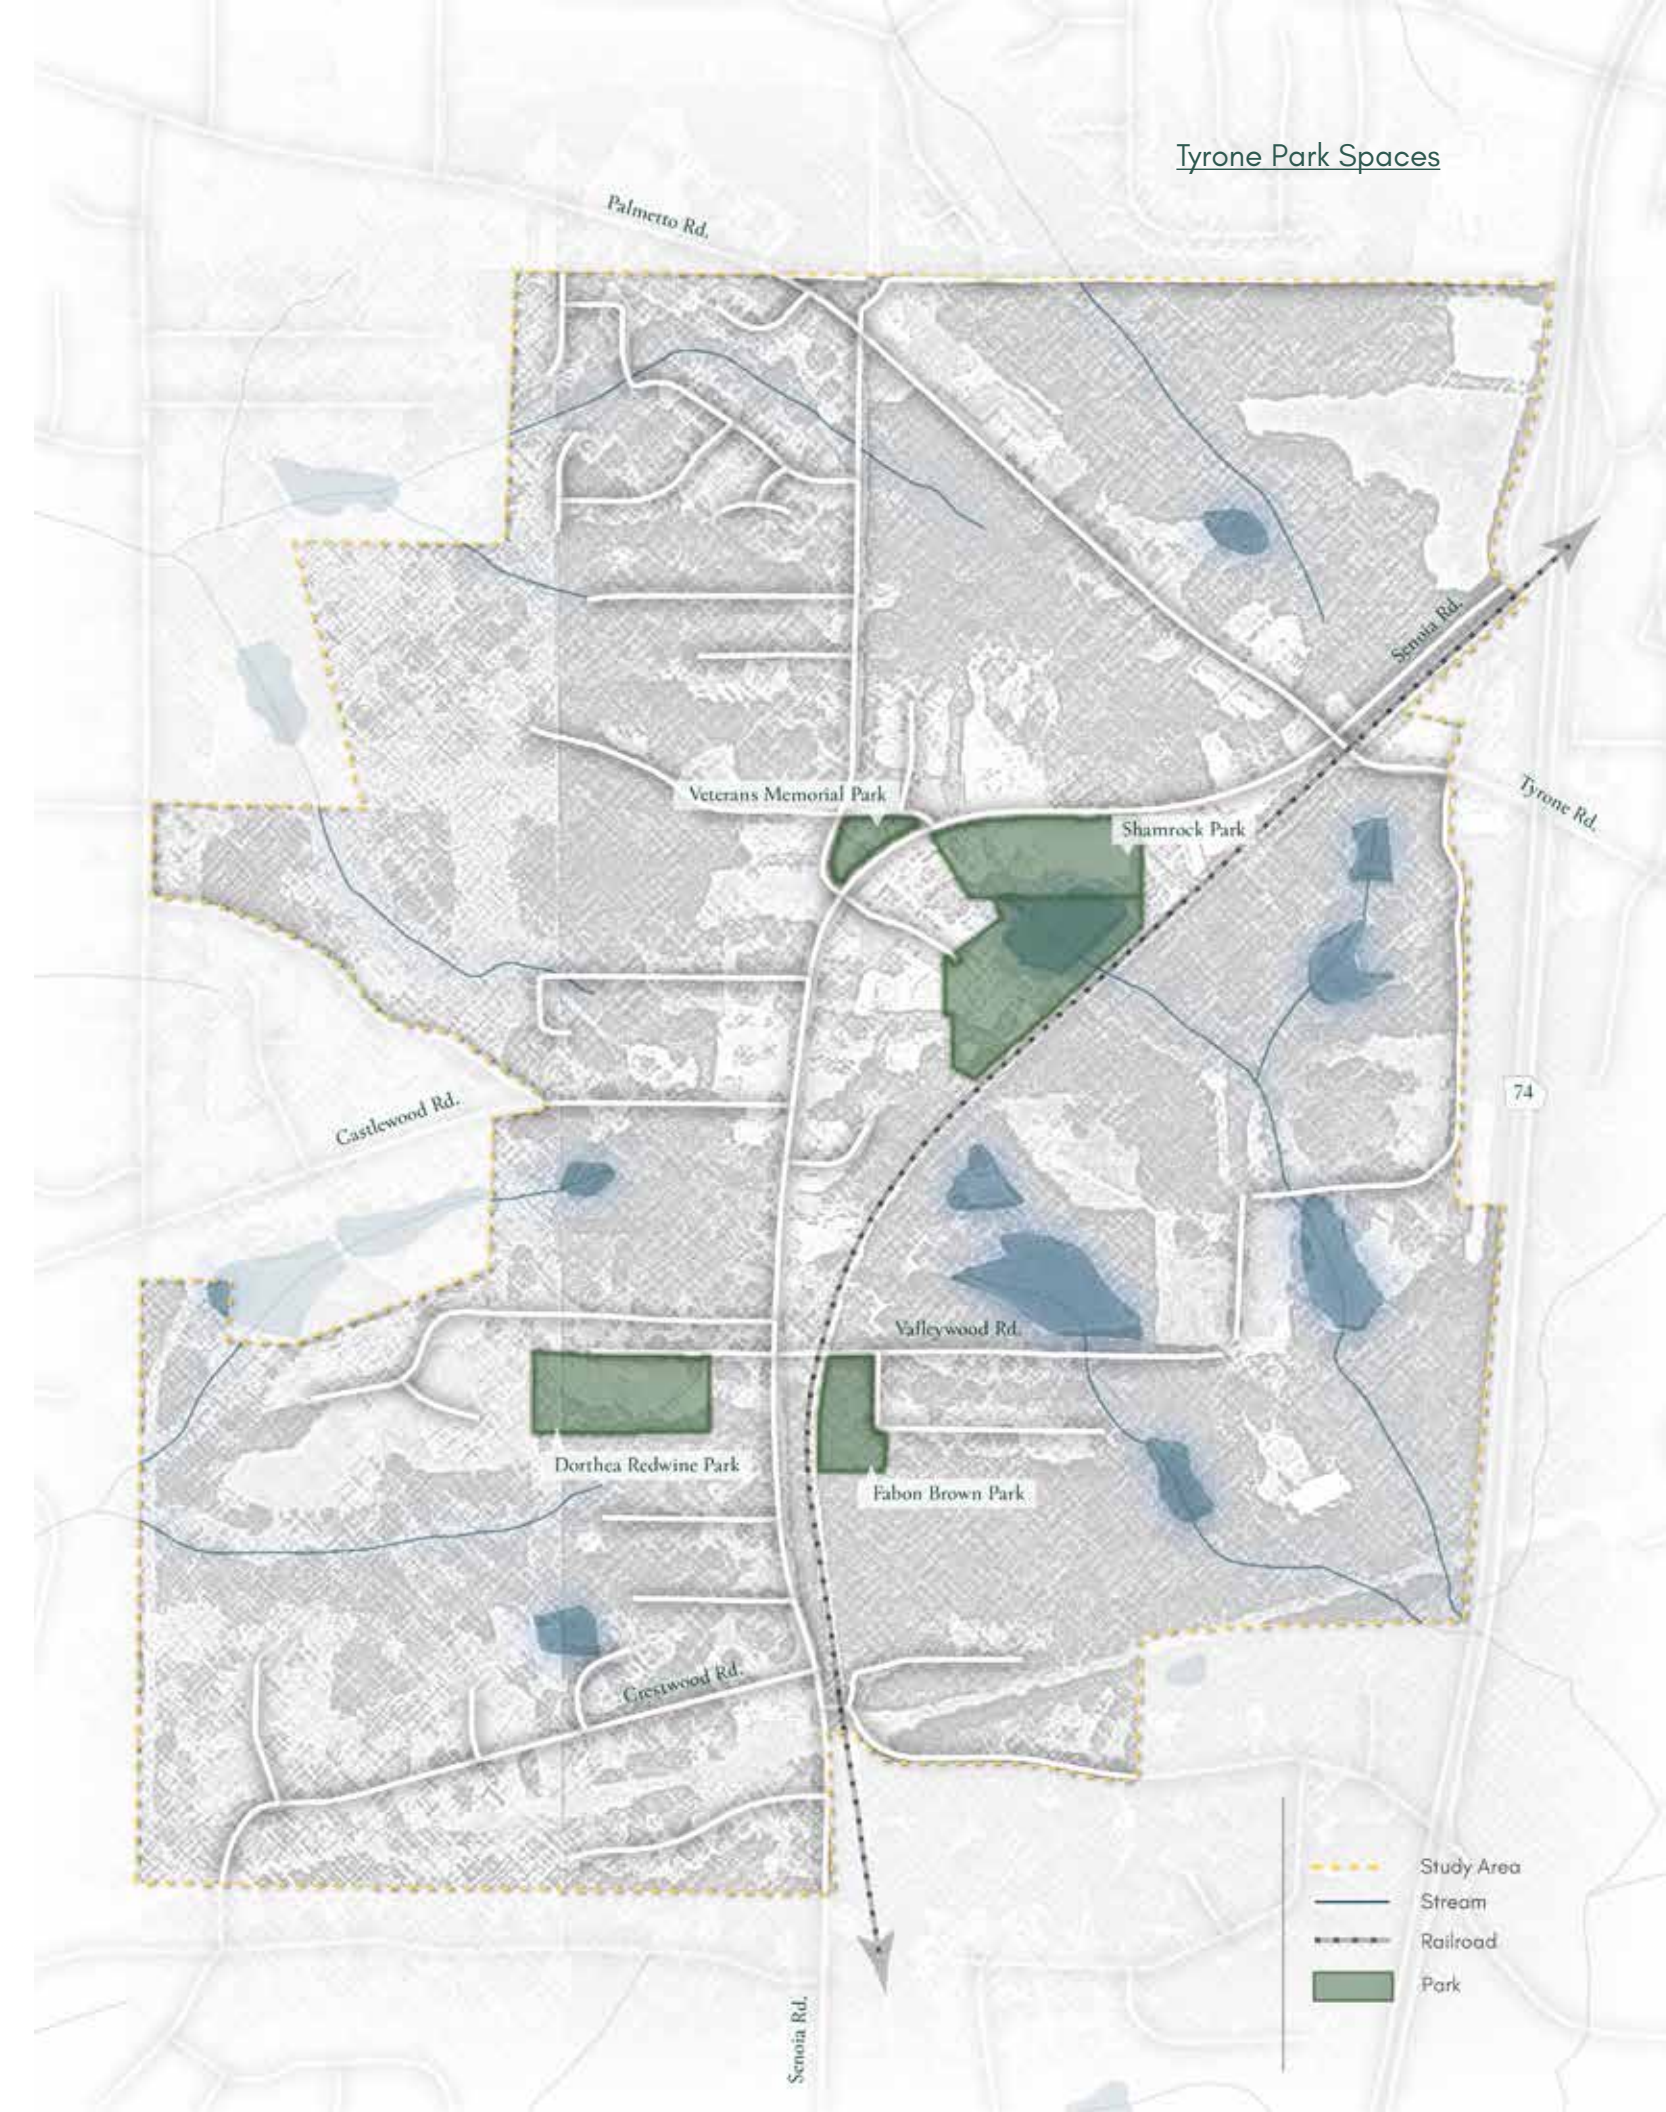 Tyrone Park Spaces
Palmetto Rd.
Senoia Rd.
Veterans Memorial Park
Tyrone Rd.
Shamrock Park
74
Castlewood Rd.
Valleywood Rd.
Dorthea Redwine Park
Fabon Brown Park
Crestwood Rd.
Study Area
Stream
Railroad
Park
Senoia Rd.